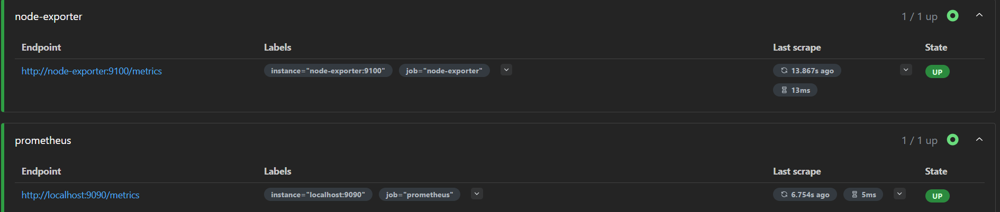 node-exporter 1 / 1 up
Endpoint Labels Last scrape State
http://node-exporter:9100/metrics instance="node-exporter:9100" job="node-exporter" 13.867s ago UP
13ms
prometheus 1 / 1 up
Endpoint Labels Last scrape State
http://localhost:9090/metrics instance="localhost:9090" job="prometheus" 6.754s ago 5ms UP